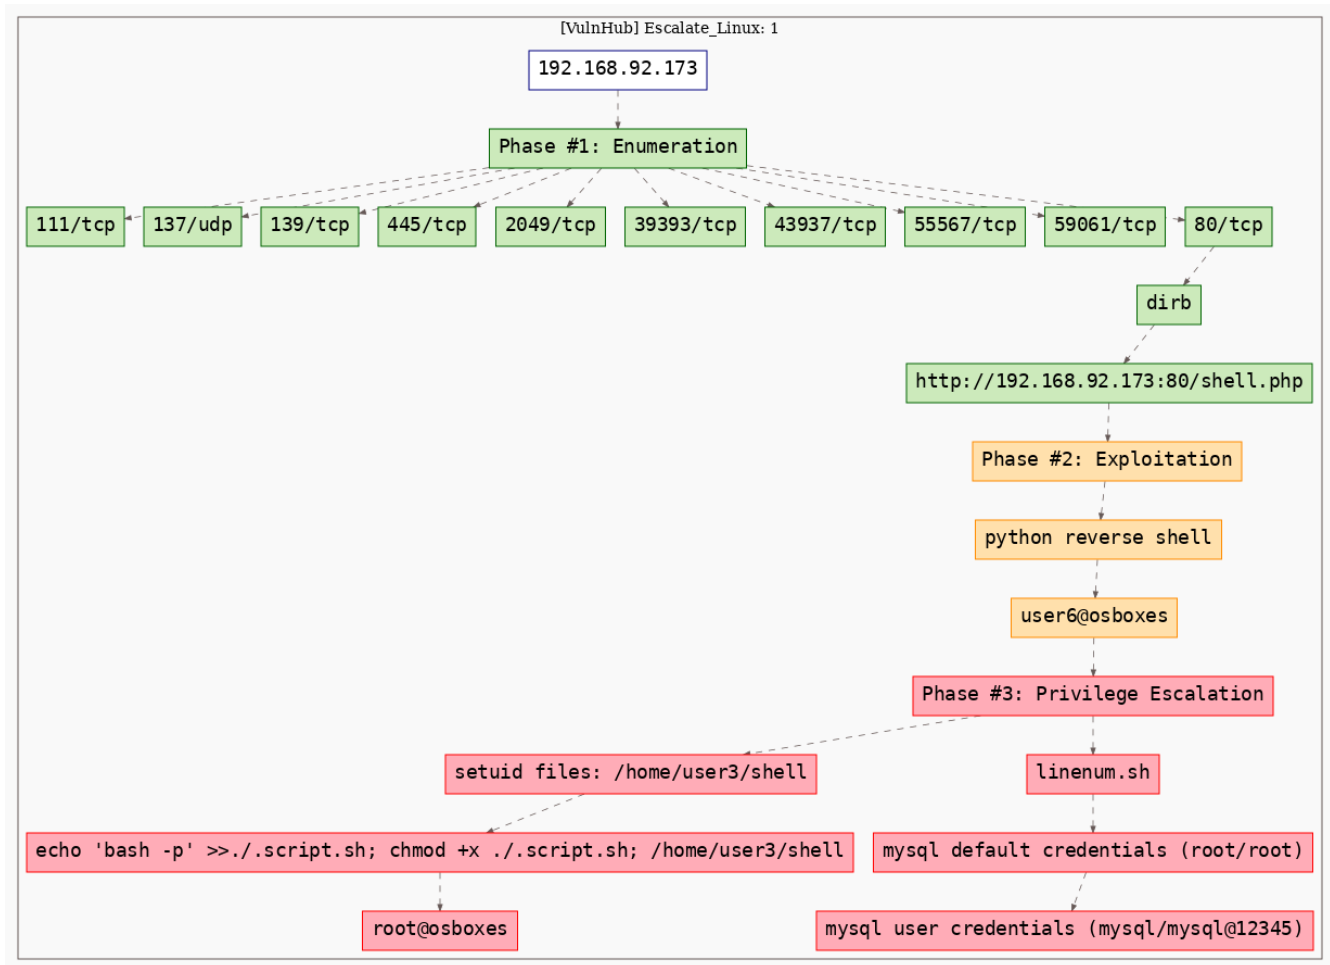 [VulnHub] Escalate_Linux: 1
192.168.92.173
Phase #1: Enumeration
111/tcp
137/udp
139/tcp
445/tcp
2049/tcp
39393/tcp
43937/tcp
55567/tcp
59061/tcp
80/tcp
dirb
http://192.168.92.173:80/shell.php
Phase #2: Exploitation
python reverse shell
user6@osboxes
Phase #3: Privilege Escalation
setuid files: /home/user3/shell
linenum.sh
echo 'bash -p' >>./.script.sh; chmod +x ./.script.sh; /home/user3/shell
mysql default credentials (root/root)
root@osboxes
mysql user credentials (mysql/mysql@12345)